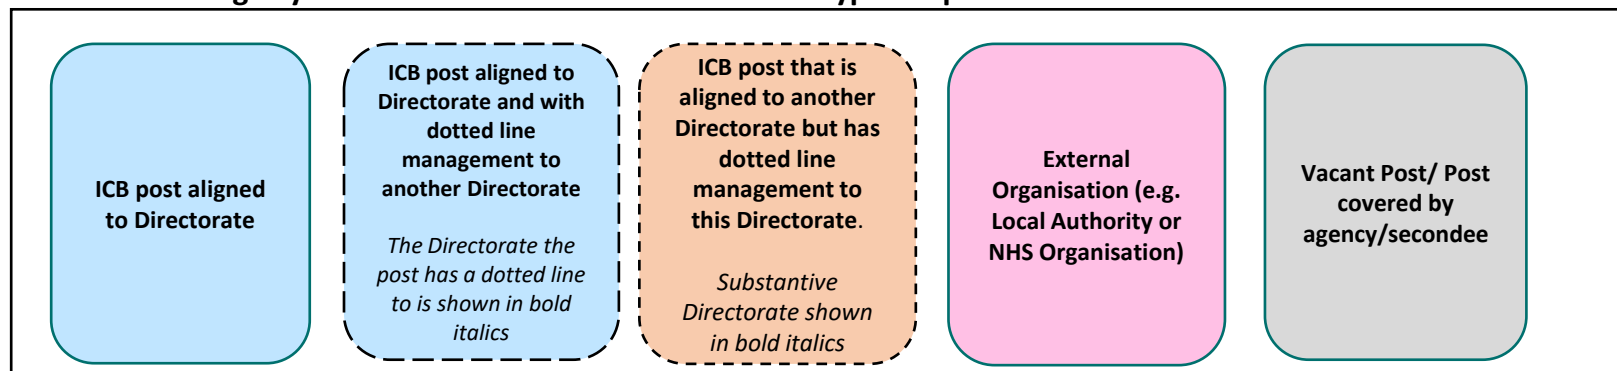 ICB post aligned
to Directorate
ICB post aligned to
Directorate and with
dotted line
management to
another Directorate
The Directorate the
post has a dotted line
to is shown in bold
italics
ICB post that is
aligned to another
Directorate but has
dotted line
management to
this Directorate.
Substantive
Directorate shown
in bold italics
External
Organisation (e.g.
Local Authority or
NHS Organisation)
Vacant Post/ Post
covered by
agency/secondee